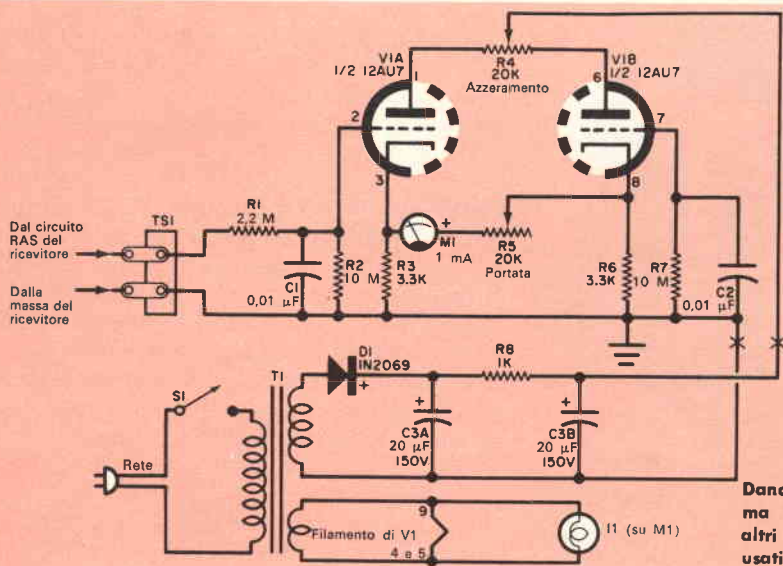 V1A
1/2 12AU7
1
2
3
R4
20K
Azzeramento
V1B
1/2 12AU7
6
7
8
Dal circuito
RAS del
ricevitore
Dalla
massa del
ricevitore
TS1
R1
2,2 M
C1
0,01
µF
R2
10 M
R3
3.3K
+
M1
1 mA
R5
20K
Portata
R6
3.3K
R7
10 M
C2
0,01
µF
D1
IN2069
+
R8
1K
S1
T1
Rete
+
C3A
20 µF
150V
+
C3B
20 µF
150V
Filamento di V1
9
4 e 5
I1 (su M1)
ma
altri
usati